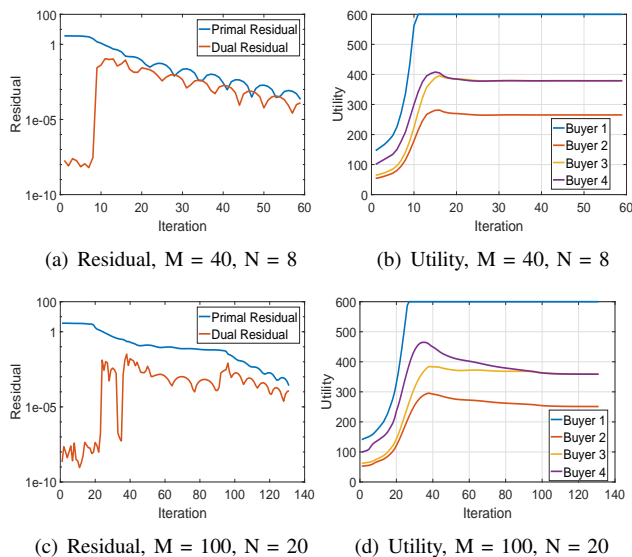 100
1
1e-05
1e-10
Residual
0 10 20 30 40 50 60
Iteration
Primal Residual
Dual Residual
(a) Residual, M = 40, N = 8
600
500
400
300
200
100
0
Utility
0 10 20 30 40 50 60
Iteration
Buyer 1
Buyer 2
Buyer 3
Buyer 4
(b) Utility, M = 40, N = 8
100
1
1e-05
1e-10
Residual
0 20 40 60 80 100 120 140
Iteration
Primal Residual
Dual Residual
(c) Residual, M = 100, N = 20
600
500
400
300
200
100
0
Utility
0 20 40 60 80 100 120 140
Iteration
Buyer 1
Buyer 2
Buyer 3
Buyer 4
(d) Utility, M = 100, N = 20